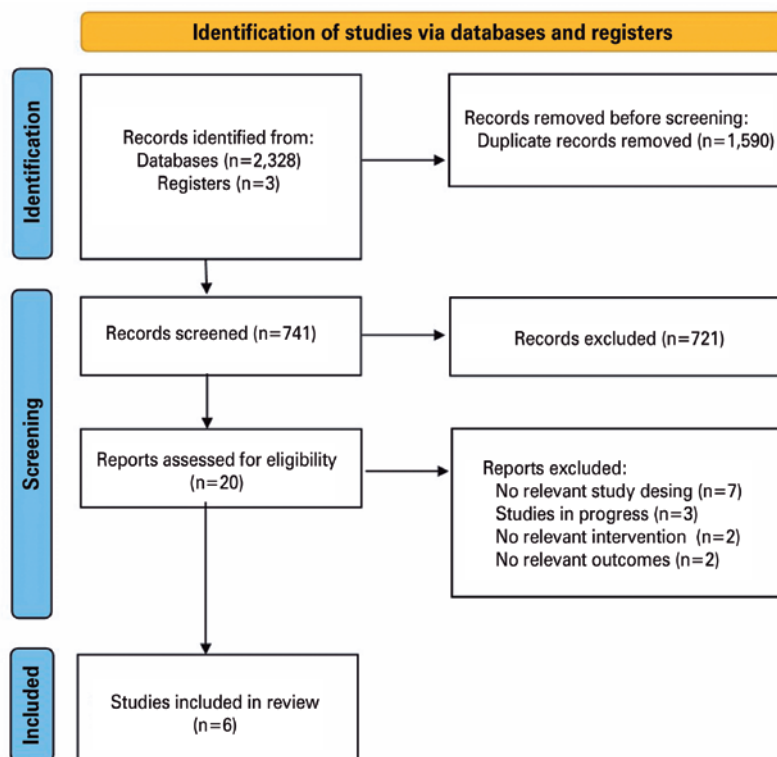 Identification of studies via databases and registers
Identification
Records identified from:
Databases (n=2,328)
Registers (n=3)
Records removed before screening:
Duplicate records removed (n=1,590)
Screening
Records screened (n=741)
Records excluded (n=721)
Reports assessed for eligibility
(n=20)
Reports excluded:
No relevant study desing (n=7)
Studies in progress (n=3)
No relevant intervention (n=2)
No relevant outcomes (n=2)
Included
Studies included in review
(n=6)